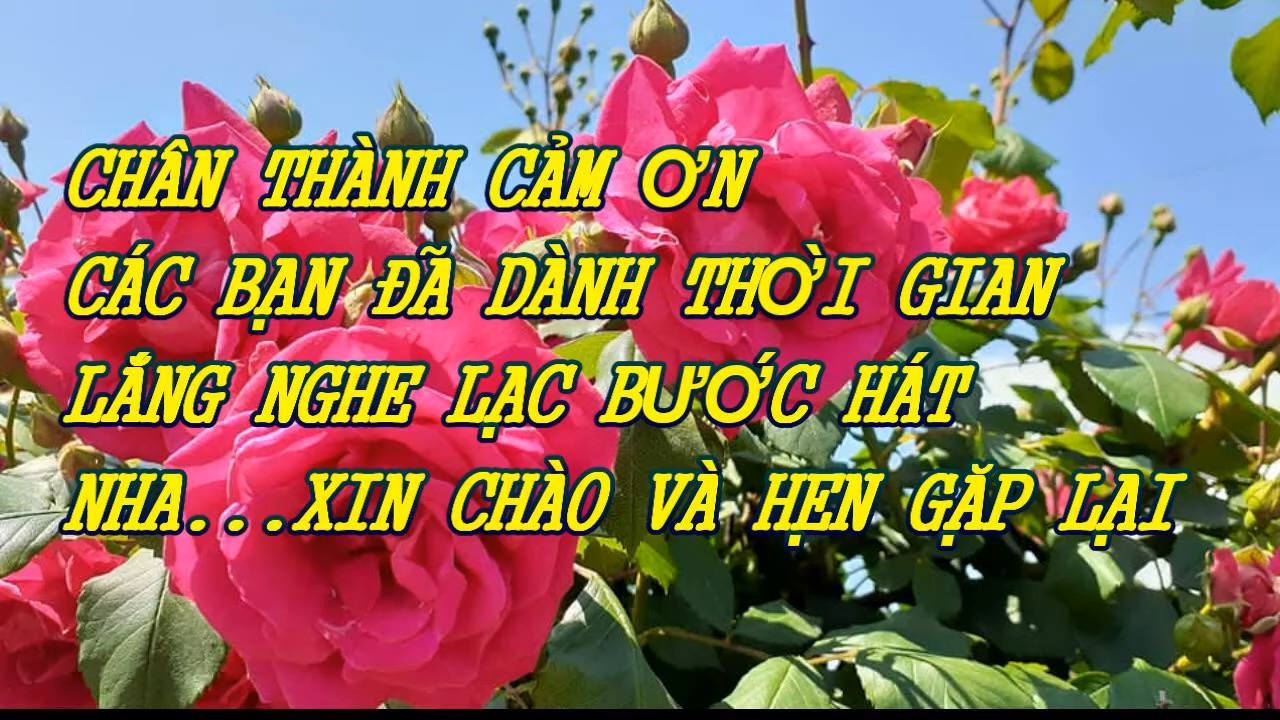 CHÂN THÀNH CẢM ƠN
CÁC BẠN ĐÃ DÀNH THỜI GIAN
LẮNG NGHE LẠC BƯỚC HÁT
NHA...XIN CHÀO VÀ HẸN GẶP LẠI